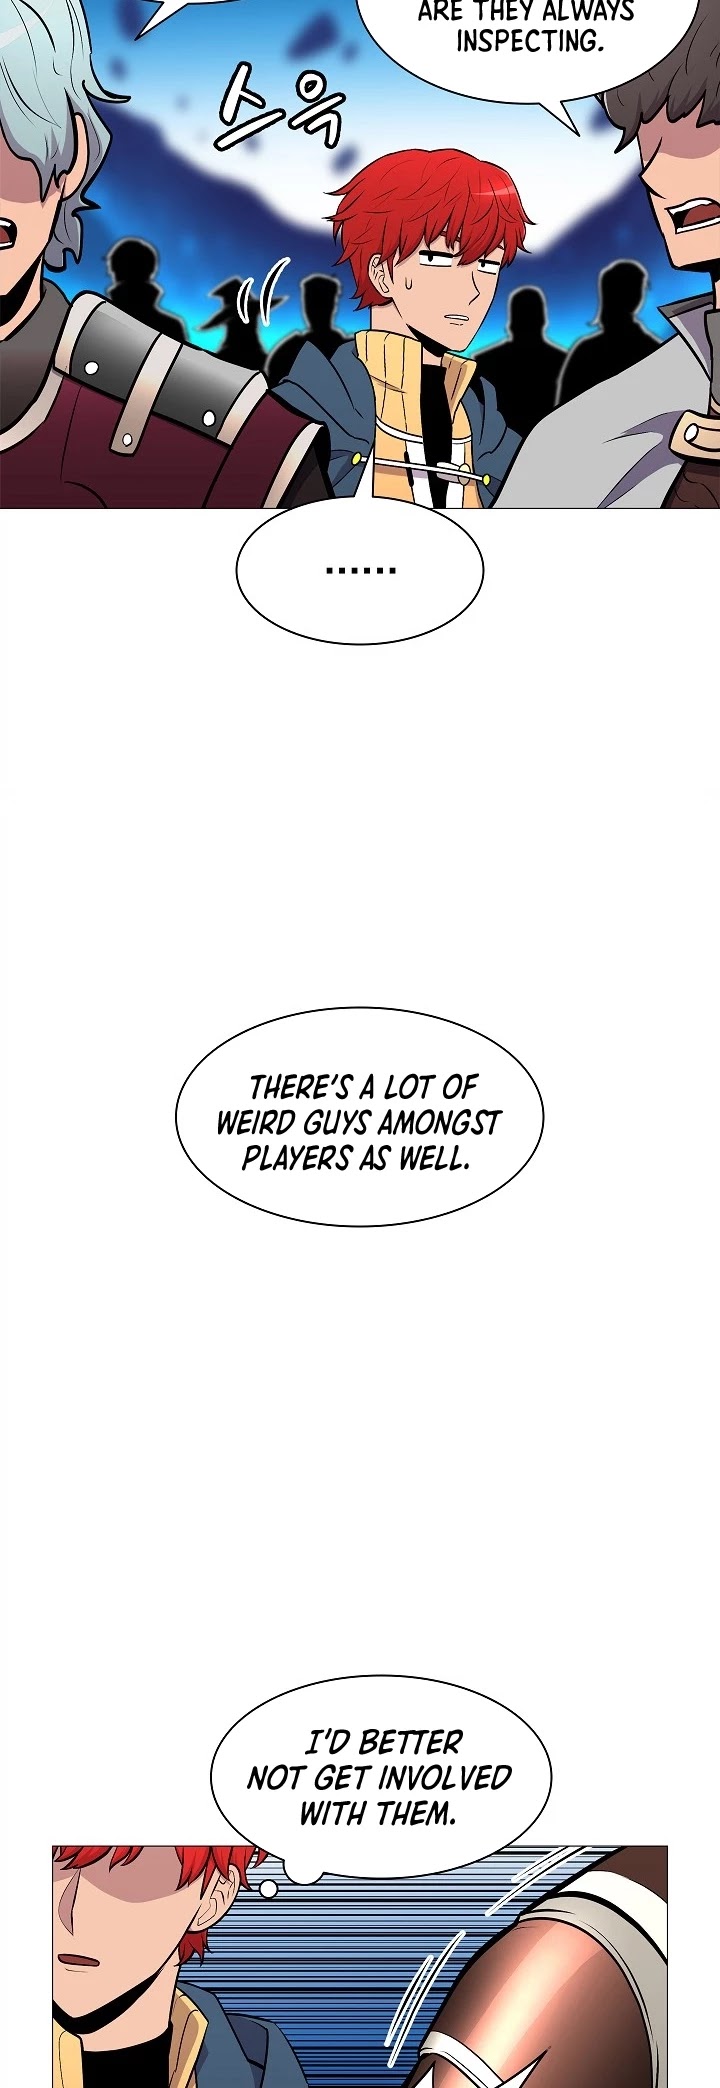 ARE THEY ALWAYS
INSPECTING.
스윽
......
THERE'S A LOT OF
WEIRD GUYS AMONGST
PLAYERS AS WELL.
I'D BETTER
NOT GET INVOLVED
WITH THEM.